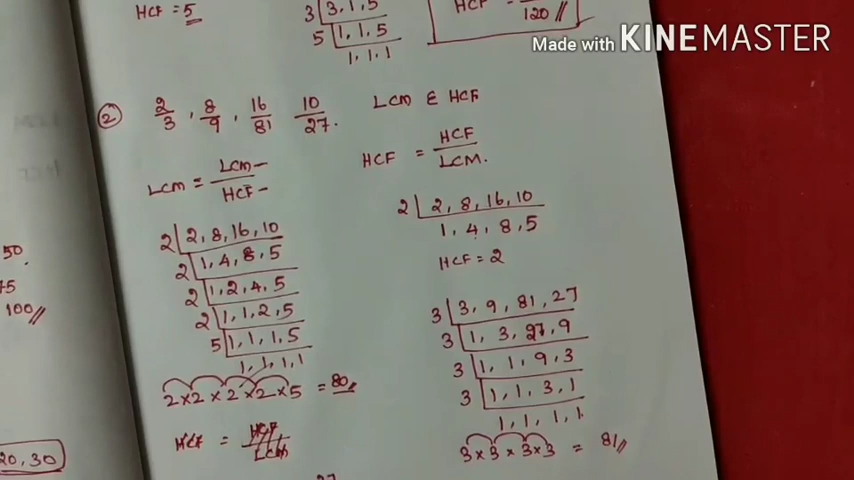 HCF = 5
3 | 3, 1, 5
5 | 1, 1, 5
1, 1, 1
HCF =
120 //
Made with KINEMASTER
② 2/3, 8/9, 16/81 10/27. LCM & HCF
LCM = LCM/HCF
HCF = HCF/LCM.
2 | 2, 8, 16, 10
2 | 1, 4, 8, 5
2 | 1, 2, 4, 5
2 | 1, 1, 2, 5
5 | 1, 1, 1, 5
1, 1, 1, 1
2×2×2×2×5 = 80
HCF = HCF/LCM
2 | 2, 8, 16, 10
1, 4, 8, 5
HCF = 2
3 | 3, 9, 81, 27
3 | 1, 3, 27, 9
3 | 1, 1, 9, 3
3 | 1, 1, 3, 1
1, 1, 1, 1
3×3×3×3 = 81 //
50
75
100 //
20, 30
27